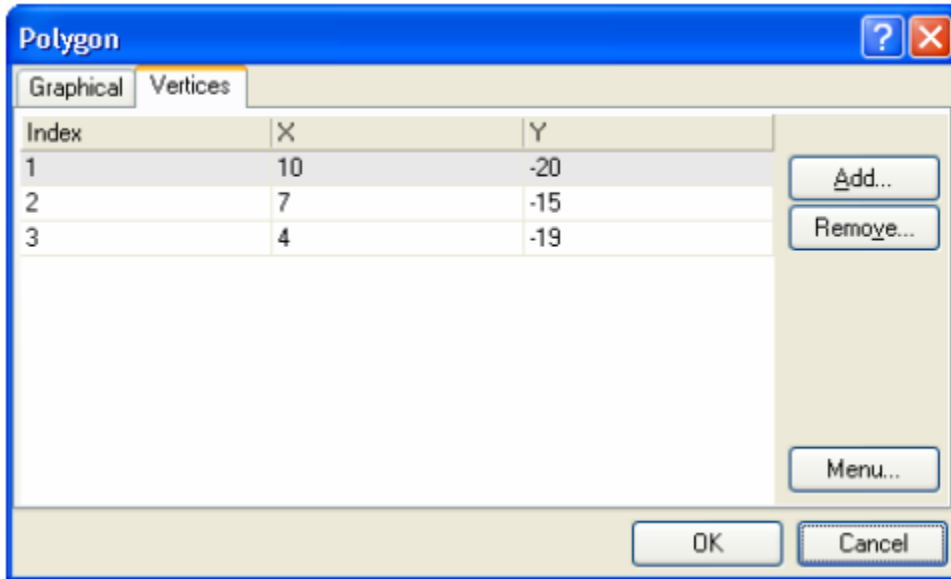 Polygon
Graphical Vertices
Index X Y
1 10 -20
2 7 -15
3 4 -19
Add...
Remove...
Menu...
OK Cancel